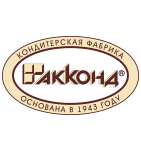 КОНДИТЕРСКАЯ ФАБРИКА
АККОНД®
ОСНОВАНА В 1943 ГОДУ